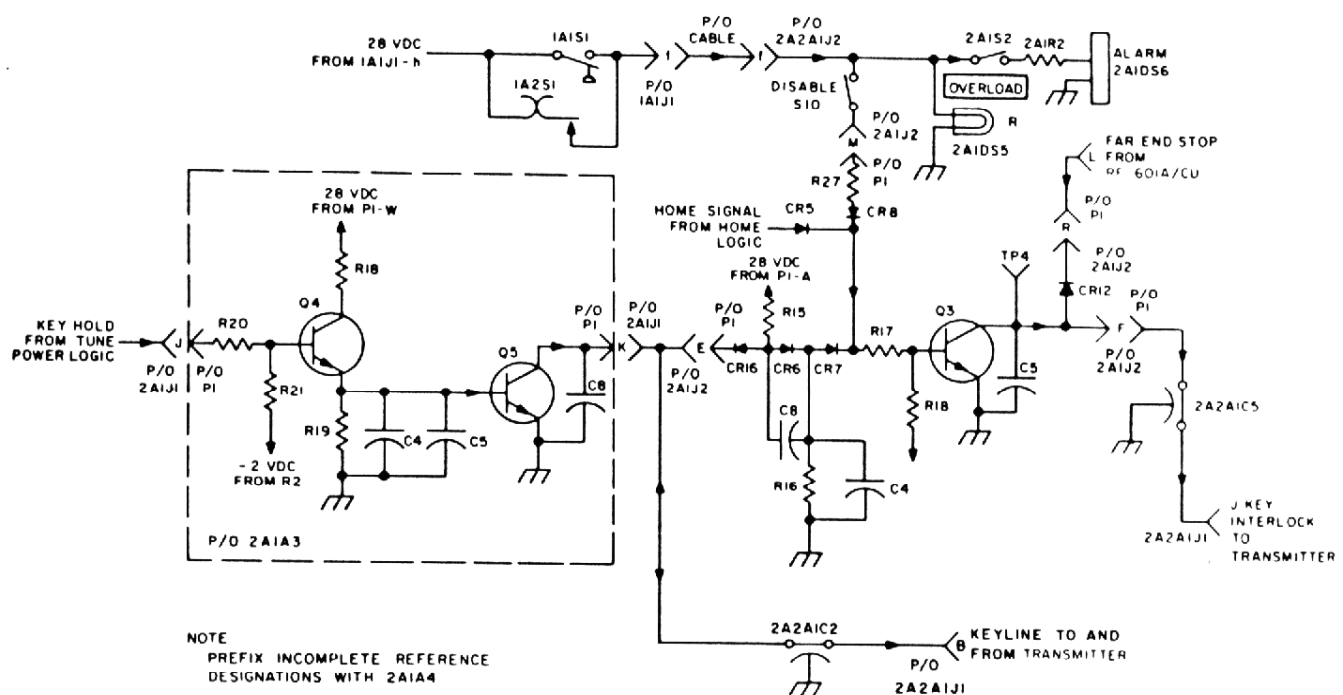 28 VDC
FROM 1A1J1-h
1A1S1
1A2S1
1
P/O
1A1J1
P/O
CABLE
1
P/O
2A2A1J2
DISABLE
S10
2A1S2
2A1R2
OVERLOAD
ALARM
2A1DS6
R
2A1DS5
P/O
2A1J2
M
P/O
P1
R27
CR8
HOME SIGNAL
FROM HOME
LOGIC
CR5
L
FAR END STOP
FROM
RF 601A/CU
P/O
P1
R
P/O
2A1J2
CR12
TP4
28 VDC
FROM P1-W
R18
Q4
KEY HOLD
FROM TUNE
POWER LOGIC
J
P/O
2A1J1
P/O
P1
R20
R21
-2 VDC
FROM R2
R19
C4
C5
Q5
C8
P/O
P1
K
P/O
2A1J1
E
P/O
2A1J2
P/O
P1
28 VDC
FROM P1-A
R15
CR16
CR6
CR7
C8
R16
C4
R17
Q3
R18
C5
F
P/O
2A1J2
P/O
P1
2A2A1C5
J KEY
INTERLOCK
TO
TRANSMITTER
2A2A1J1
P/O 2A1A3
2A2A1C2
B
KEYLINE TO AND
FROM TRANSMITTER
P/O
2A2A1J1
NOTE
PREFIX INCOMPLETE REFERENCE
DESIGNATIONS WITH 2A1A4